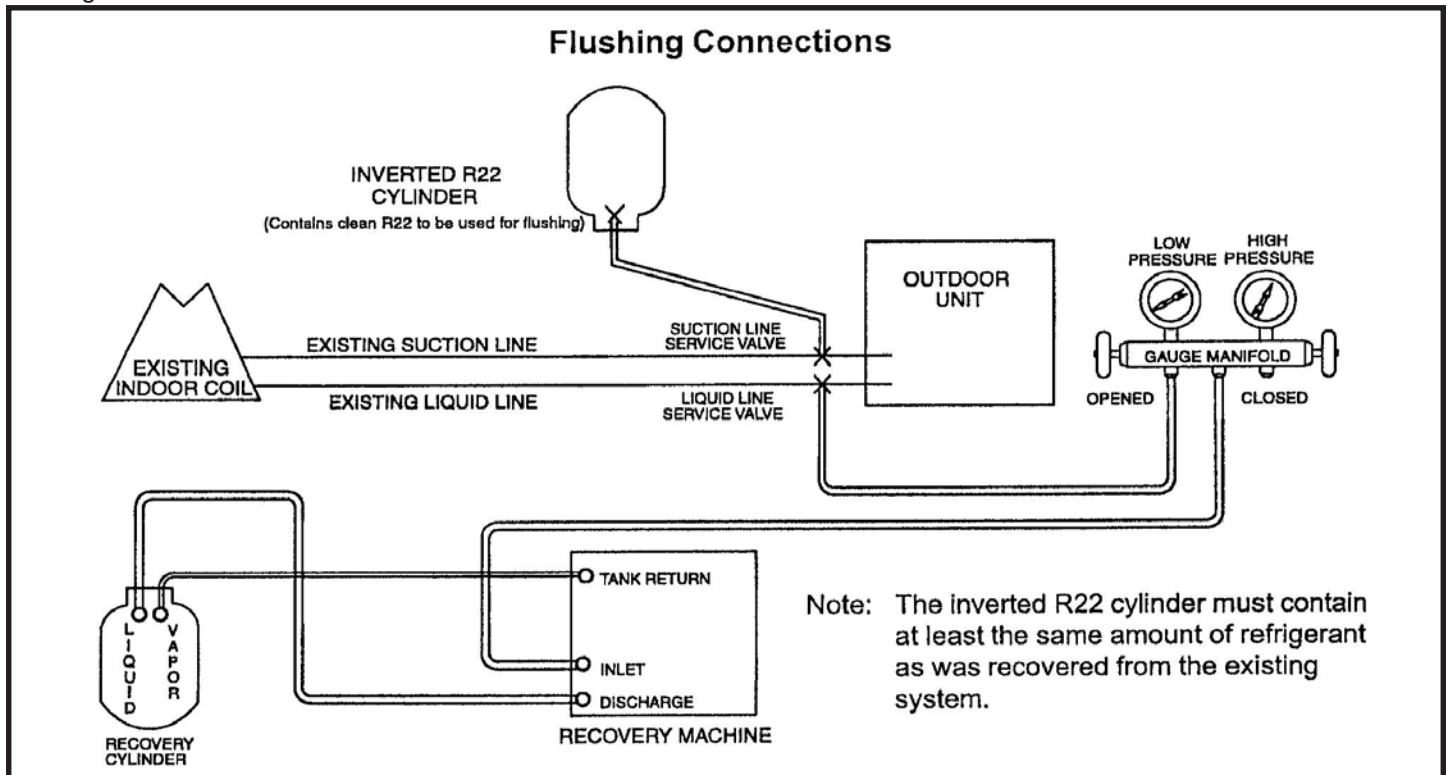 Flushing Connections
INVERTED R22
CYLINDER
(Contains clean R22 to be used for flushing)
LOW
PRESSURE
HIGH
PRESSURE
OUTDOOR
UNIT
SUCTION LINE
SERVICE VALVE
EXISTING SUCTION LINE
GAUGE MANIFOLD
EXISTING
INDOOR COIL
EXISTING LIQUID LINE
LIQUID LINE
SERVICE VALVE
OPENED
CLOSED
TANK RETURN
INLET
DISCHARGE
RECOVERY MACHINE
LIQUID
VAPOR
RECOVERY
CYLINDER
Note: The inverted R22 cylinder must contain
at least the same amount of refrigerant
as was recovered from the existing
system.